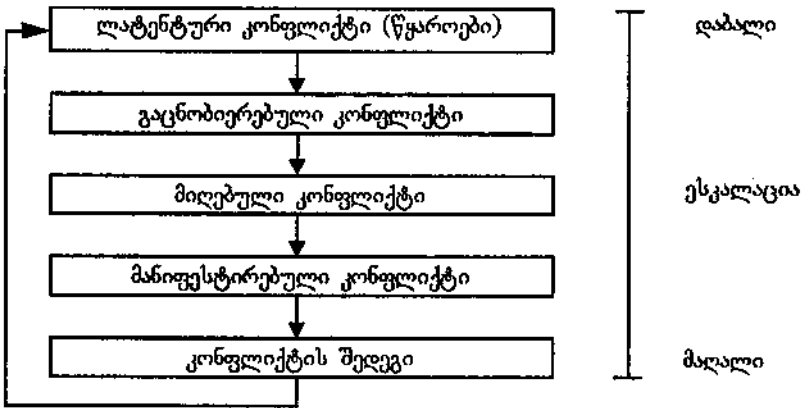 ლატენტური კონფლიქტი (წყაროები)
დაბალი
გაცნობიერებული კონფლიქტი
მიღებული კონფლიქტი
ესკალაცია
მანიფესტირებული კონფლიქტი
კონფლიქტის შედეგი
მაღალი